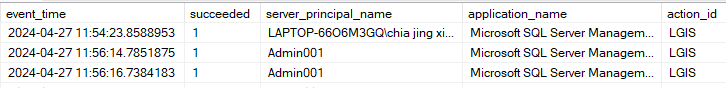 event_time succeeded server_principal_name application_name action_id
2024-04-27 11:54:23.8588953 1 LAPTOP-66O6M3GQ\chia jing xi... Microsoft SQL Server Managem... LGIS
2024-04-27 11:56:14.7851875 1 Admin001 Microsoft SQL Server Managem... LGIS
2024-04-27 11:56:16.7384183 1 Admin001 Microsoft SQL Server Managem... LGIS